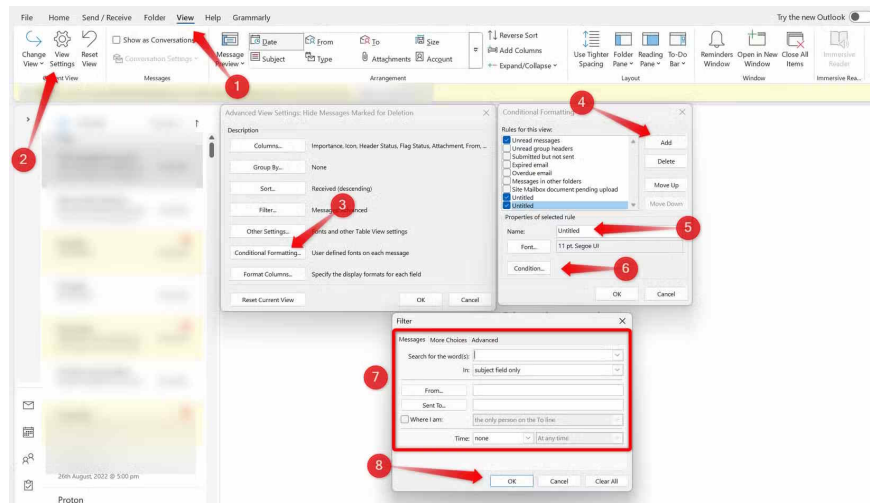 File Home Send / Receive Folder View Help Grammarly Try the new Outlook
Change View
View Settings
Reset View
Show as Conversations
Conversation Settings
Messages
Message Preview
Date From To Size
Subject Type Attachments Account
Arrangement
Reverse Sort
Add Columns
Expand/Collapse
Use Tighter Spacing
Folder Pane
Reading Pane
To-Do Bar
Layout
Reminders Window
Open in New Window
Close All Items
Window
Immersive Reader
Immersive Rea...
1
2
Advanced View Settings: Hide Messages Marked for Deletion
Description
Columns... Importance, Icon, Header Status, Flag Status, Attachment, From, ...
Group By... None
Sort... Received (descending)
Filter... Messages: Advanced
3
Other Settings... Fonts and other Table View settings
Conditional Formatting... User defined fonts on each message
Format Columns... Specify the display formats for each field
Reset Current View OK Cancel
Conditional Formatting
4
Rules for this view:
Unread messages
Unread group headers
Submitted but not sent
Expired email
Overdue email
Messages in other folders
Site Mailbox document pending upload
Untitled
Untitled
Add
Delete
Move Up
Move Down
Properties of selected rule
Name: Untitled
5
Font... 11 pt. Segoe UI
Condition...
6
OK Cancel
Filter
Messages More Choices Advanced
Search for the word(s):
In: subject field only
7
From...
Sent To...
Where I am: the only person on the To line
Time: none At any time
8
OK Cancel Clear All
26th August, 2022 @ 5:00 pm
Proton